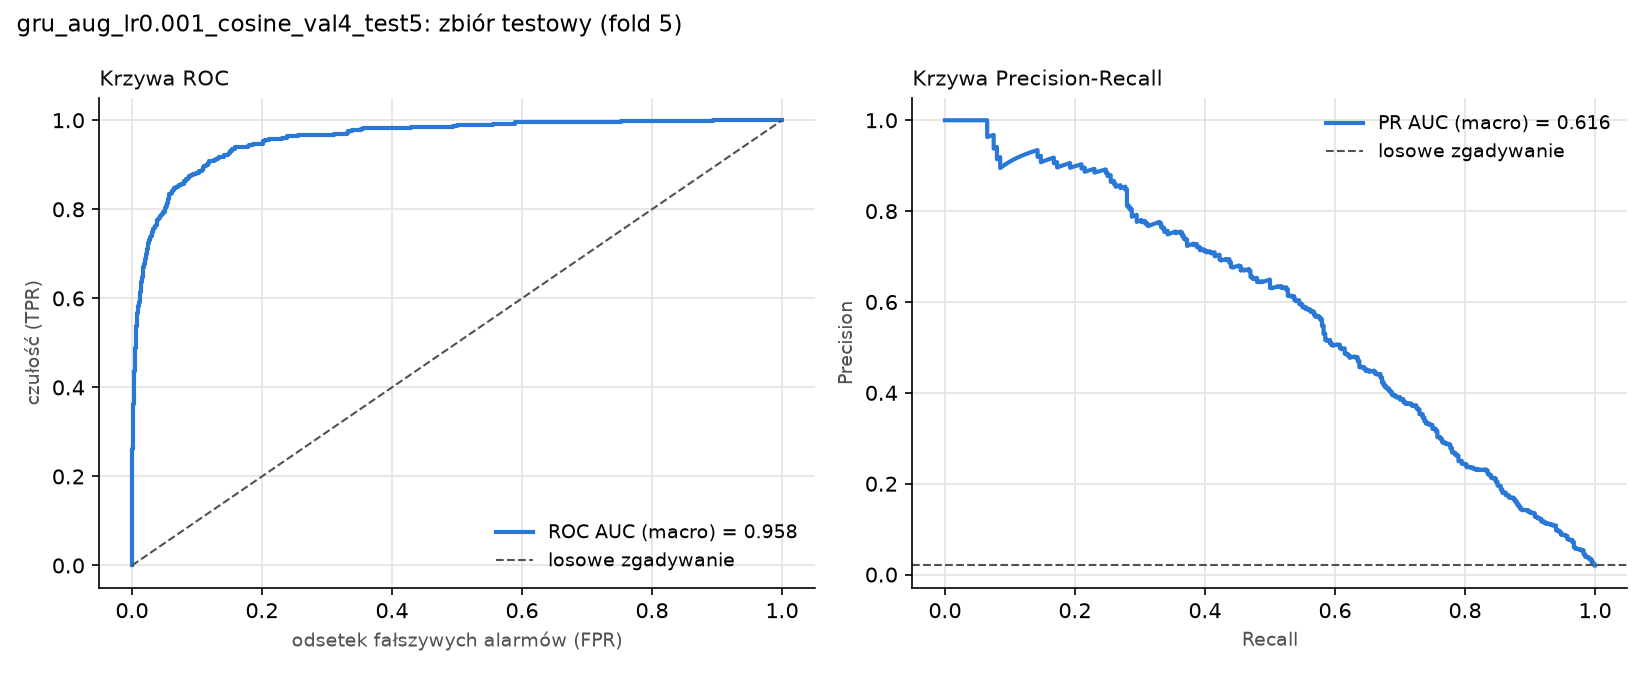 gru_aug_lr0.001_cosine_val4_test5: zbiór testowy (fold 5)
Krzywa ROC
1.0
0.8
0.6
0.4
0.2
0.0
czułość (TPR)
ROC AUC (macro) = 0.958
losowe zgadywanie
0.0 0.2 0.4 0.6 0.8 1.0
odsetek fałszywych alarmów (FPR)
Krzywa Precision-Recall
1.0
0.8
0.6
0.4
0.2
0.0
Precision
PR AUC (macro) = 0.616
losowe zgadywanie
0.0 0.2 0.4 0.6 0.8 1.0
Recall